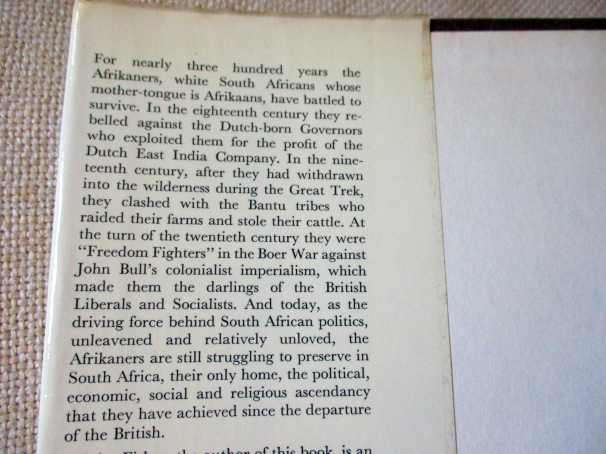 For nearly three hundred years the
Afrikaners, white South Africans whose
mother-tongue is Afrikaans, have battled to
survive. In the eighteenth century they re-
belled against the Dutch-born Governors
who exploited them for the profit of the
Dutch East India Company. In the nine-
teenth century, after they had withdrawn
into the wilderness during the Great Trek,
they clashed with the Bantu tribes who
raided their farms and stole their cattle. At
the turn of the twentieth century they were
"Freedom Fighters" in the Boer War against
John Bull's colonialist imperialism, which
made them the darlings of the British
Liberals and Socialists. And today, as the
driving force behind South African politics,
unleavened and relatively unloved, the
Afrikaners are still struggling to preserve in
South Africa, their only home, the political,
economic, social and religious ascendancy
that they have achieved since the departure
of the British.
the author of this book, is an